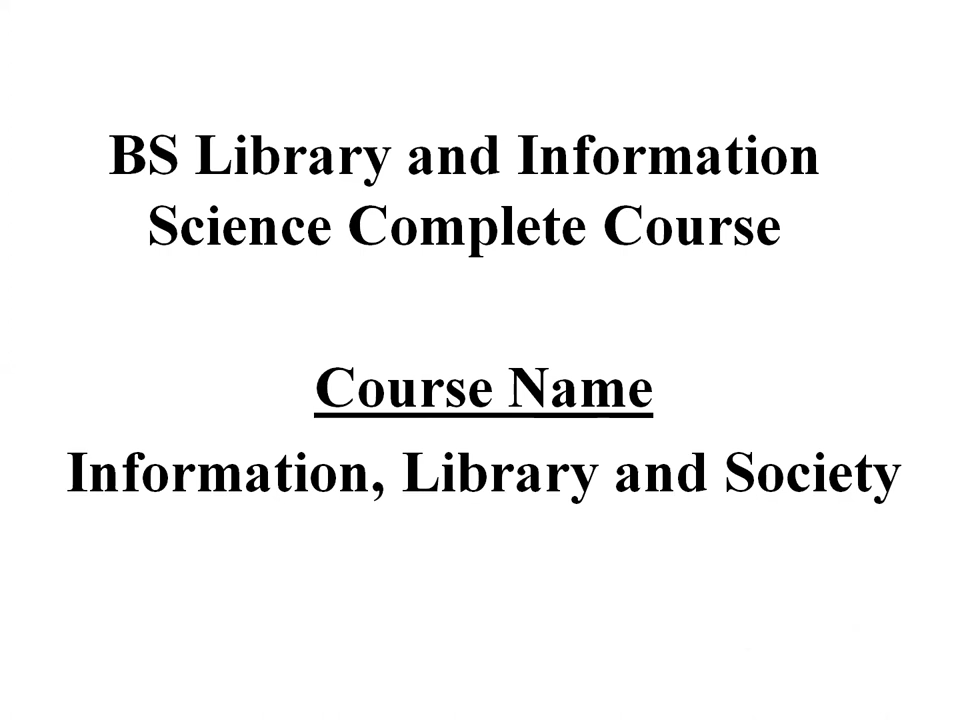 BS Library and Information
Science Complete Course
Course Name
Information, Library and Society